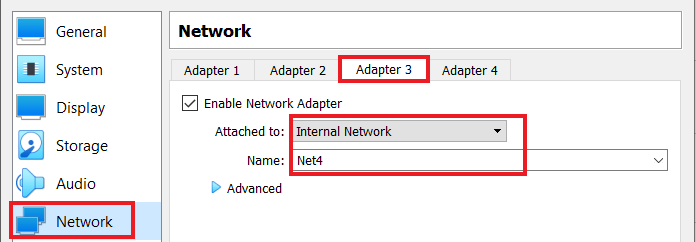 General
System
Display
Storage
Audio
Network
Network
Adapter 1 Adapter 2 Adapter 3 Adapter 4
Enable Network Adapter
Attached to: Internal Network
Name: Net4
Advanced